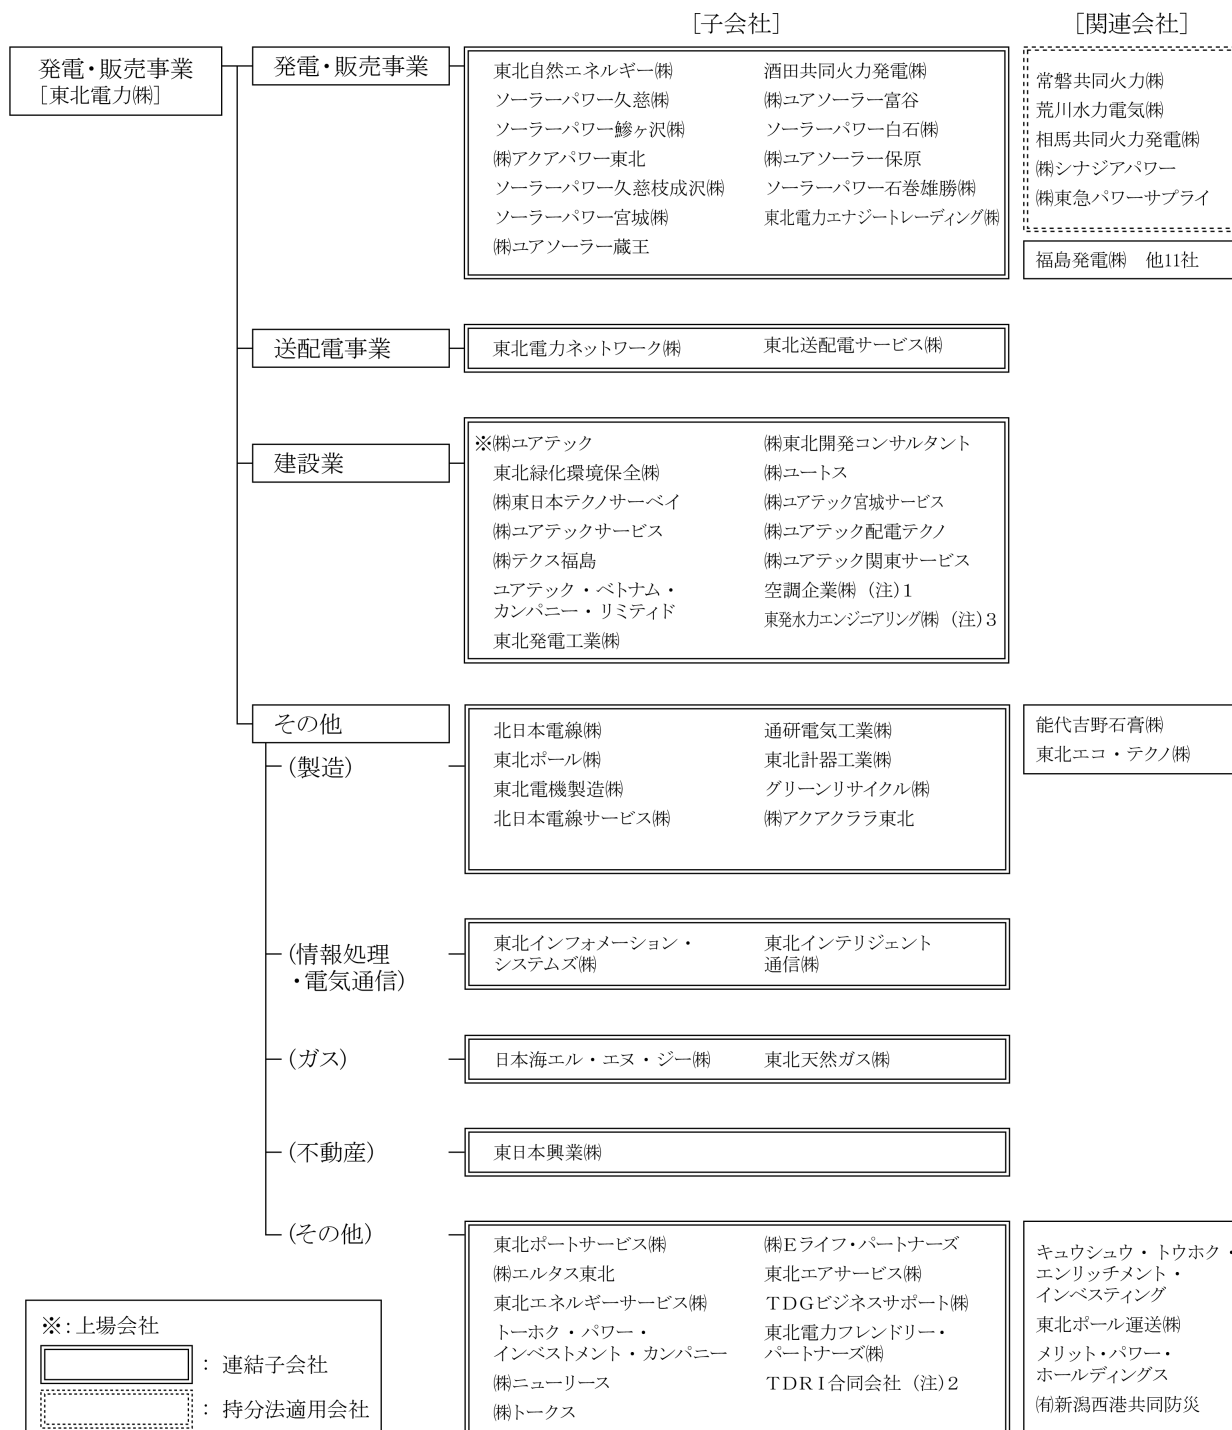 [子会社]
[関連会社]
発電・販売事業
[東北電力㈱]
発電・販売事業
東北自然エネルギー㈱
ソーラーパワー久慈㈱
ソーラーパワー鰺ヶ沢㈱
㈱アクアパワー東北
ソーラーパワー久慈枝成沢㈱
ソーラーパワー宮城㈱
㈱ユアソーラー蔵王
酒田共同火力発電㈱
㈱ユアソーラー富谷
ソーラーパワー白石㈱
㈱ユアソーラー保原
ソーラーパワー石巻雄勝㈱
東北電力エナジートレーディング㈱
常磐共同火力㈱
荒川水力電気㈱
相馬共同火力発電㈱
㈱シナジアパワー
㈱東急パワーサプライ
福島発電㈱　他11社
送配電事業
東北電力ネットワーク㈱
東北送配電サービス㈱
建設業
※㈱ユアテック
東北緑化環境保全㈱
㈱東日本テクノサーベイ
㈱ユアテックサービス
㈱テクス福島
ユアテック・ベトナム・
カンパニー・リミティド
東北発電工業㈱
㈱東北開発コンサルタント
㈱ユートス
㈱ユアテック宮城サービス
㈱ユアテック配電テクノ
㈱ユアテック関東サービス
空調企業㈱（注）1
東発水力エンジニアリング㈱（注）3
その他
(製造)
北日本電線㈱
東北ポール㈱
東北電機製造㈱
北日本電線サービス㈱
通研電気工業㈱
東北計器工業㈱
グリーンリサイクル㈱
㈱アクアクララ東北
能代吉野石膏㈱
東北エコ・テクノ㈱
(情報処理
・電気通信)
東北インフォメーション・
システムズ㈱
東北インテリジェント
通信㈱
(ガス)
日本海エル・エヌ・ジー㈱
東北天然ガス㈱
(不動産)
東日本興業㈱
(その他)
東北ポートサービス㈱
㈱エルタス東北
東北エネルギーサービス㈱
トーホク・パワー・
インベストメント・カンパニー
㈱ニューリース
㈱トークス
㈱Eライフ・パートナーズ
東北エアサービス㈱
TDGビジネスサポート㈱
東北電力フレンドリー・
パートナーズ㈱
TDRI合同会社（注）2
キュウシュウ・トウホク・
エンリッチメント・
インベスティング
東北ポール運送㈱
メリット・パワー・
ホールディングス
㈲新潟西港共同防災
※：上場会社
：連結子会社
：持分法適用会社